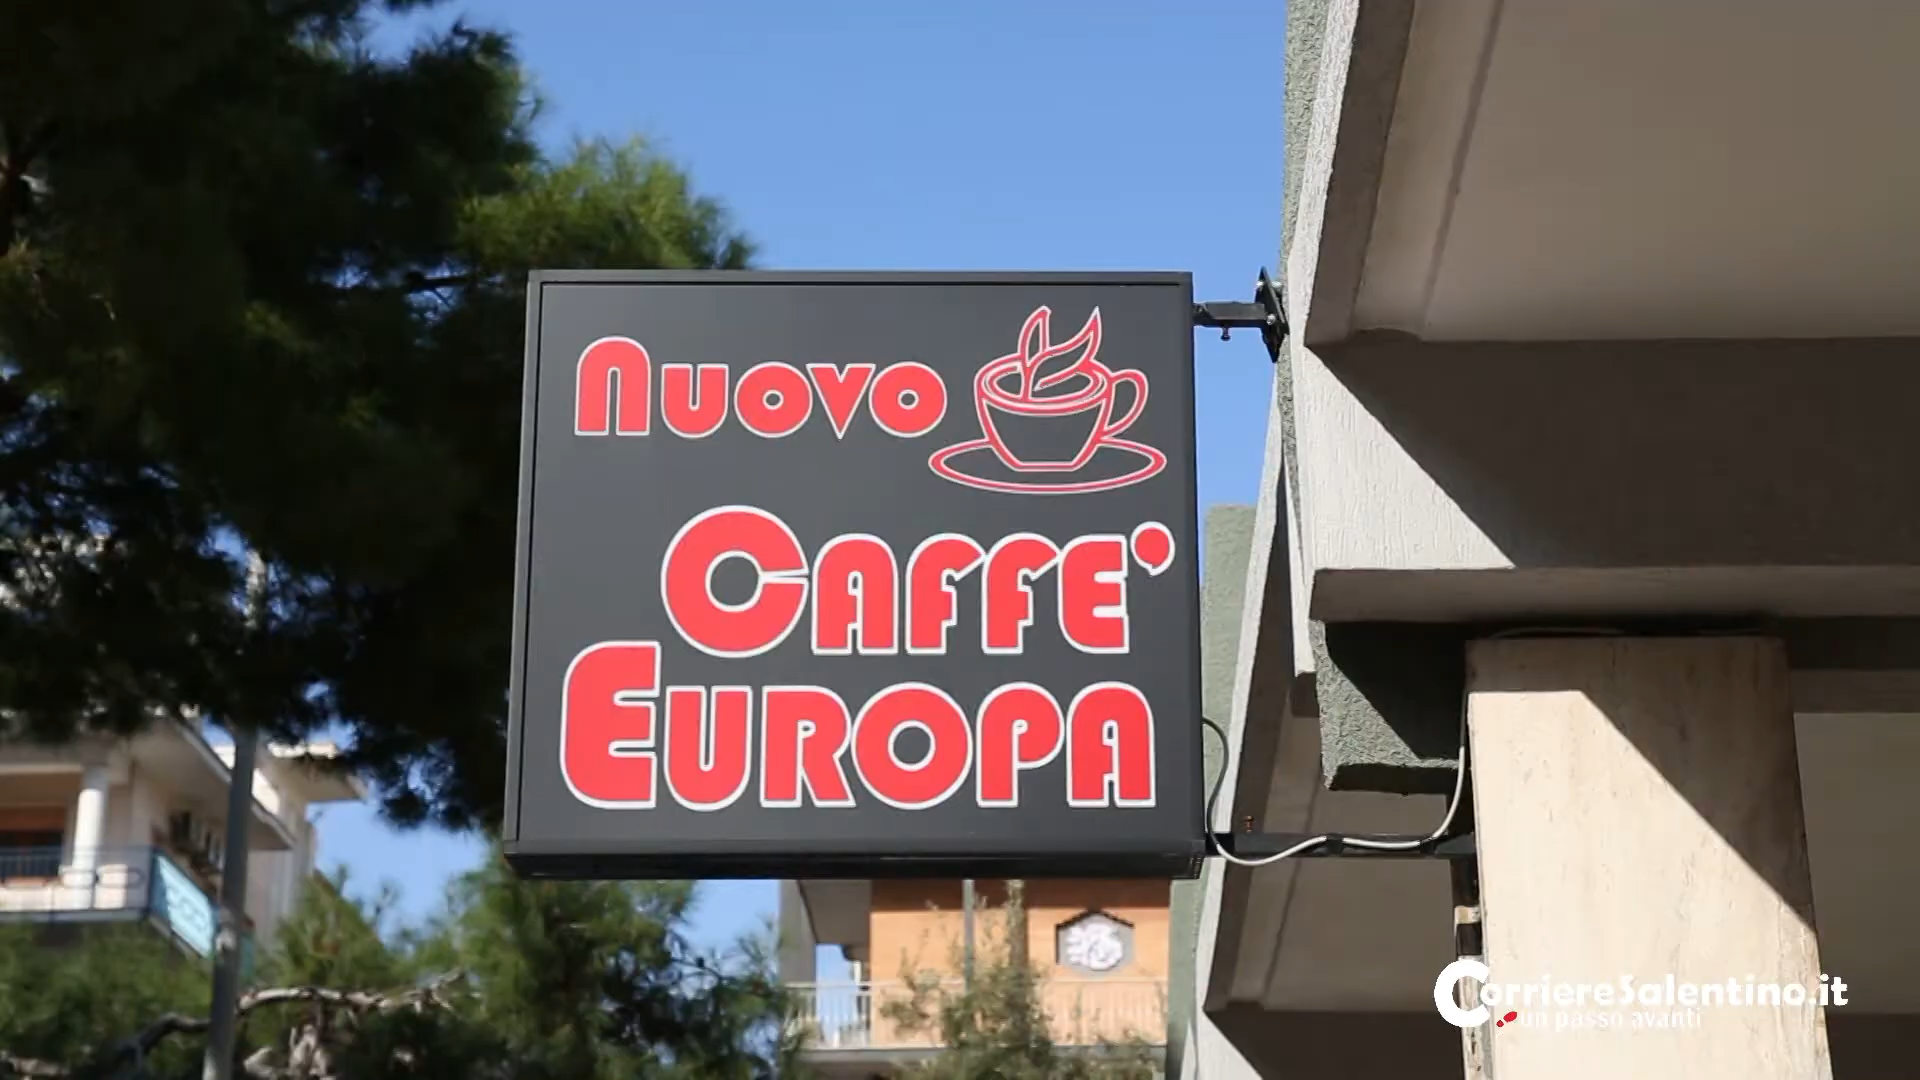 Nuovo
CAFFE'
EUROPA
CorriereSalentino.it
un passo avanti